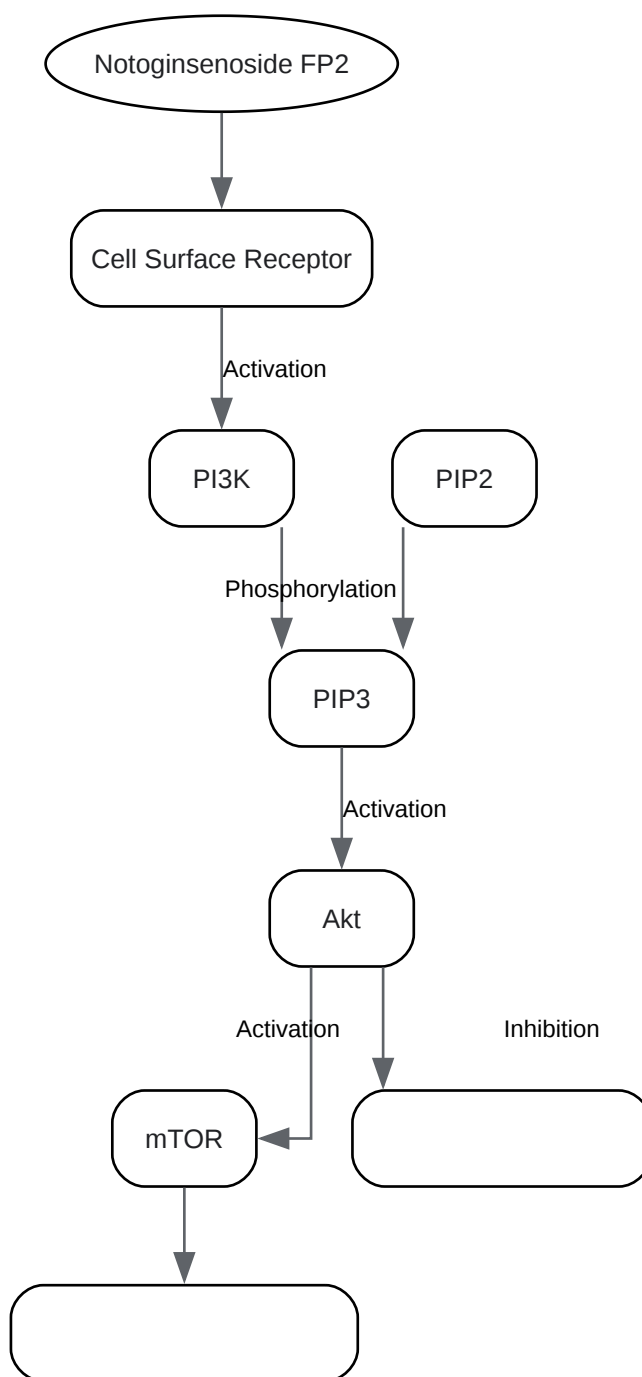 Notoginsenoside FP2
Cell Surface Receptor
Activation
PI3K
PIP2
Phosphorylation
PIP3
Activation
Akt
Activation
Inhibition
mTOR